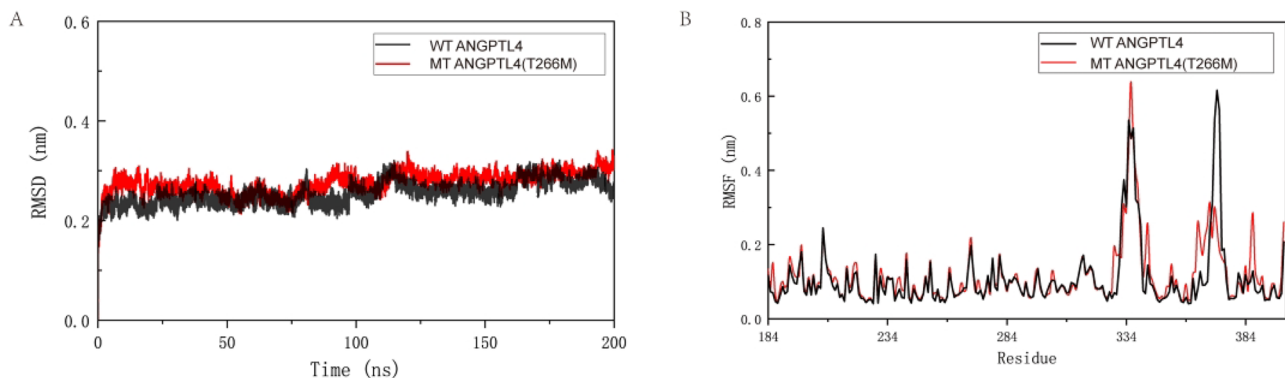 A
0.6
0.4
0.2
0.0
RMSD (nm)
WT ANGPTL4
MT ANGPTL4(T266M)
0
50
100
150
200
Time (ns)
B
0.8
0.6
0.4
0.2
0.0
RMSF (nm)
WT ANGPTL4
MT ANGPTL4(T266M)
184
234
284
334
384
Residue